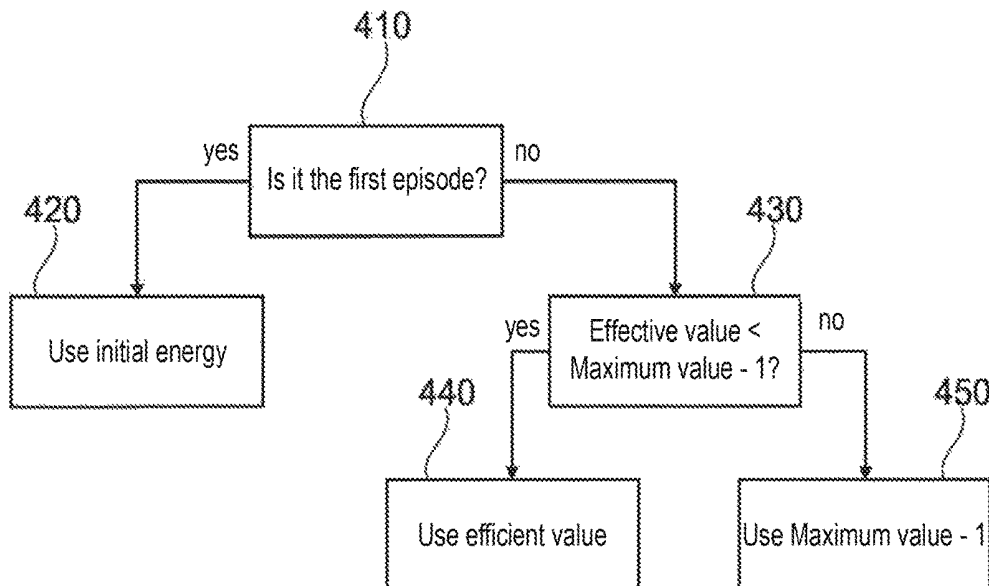 410
yes
Is it the first episode?
no
420
430
Use initial energy
yes
Effective value <
Maximum value - 1?
no
440
450
Use efficient value
Use Maximum value - 1